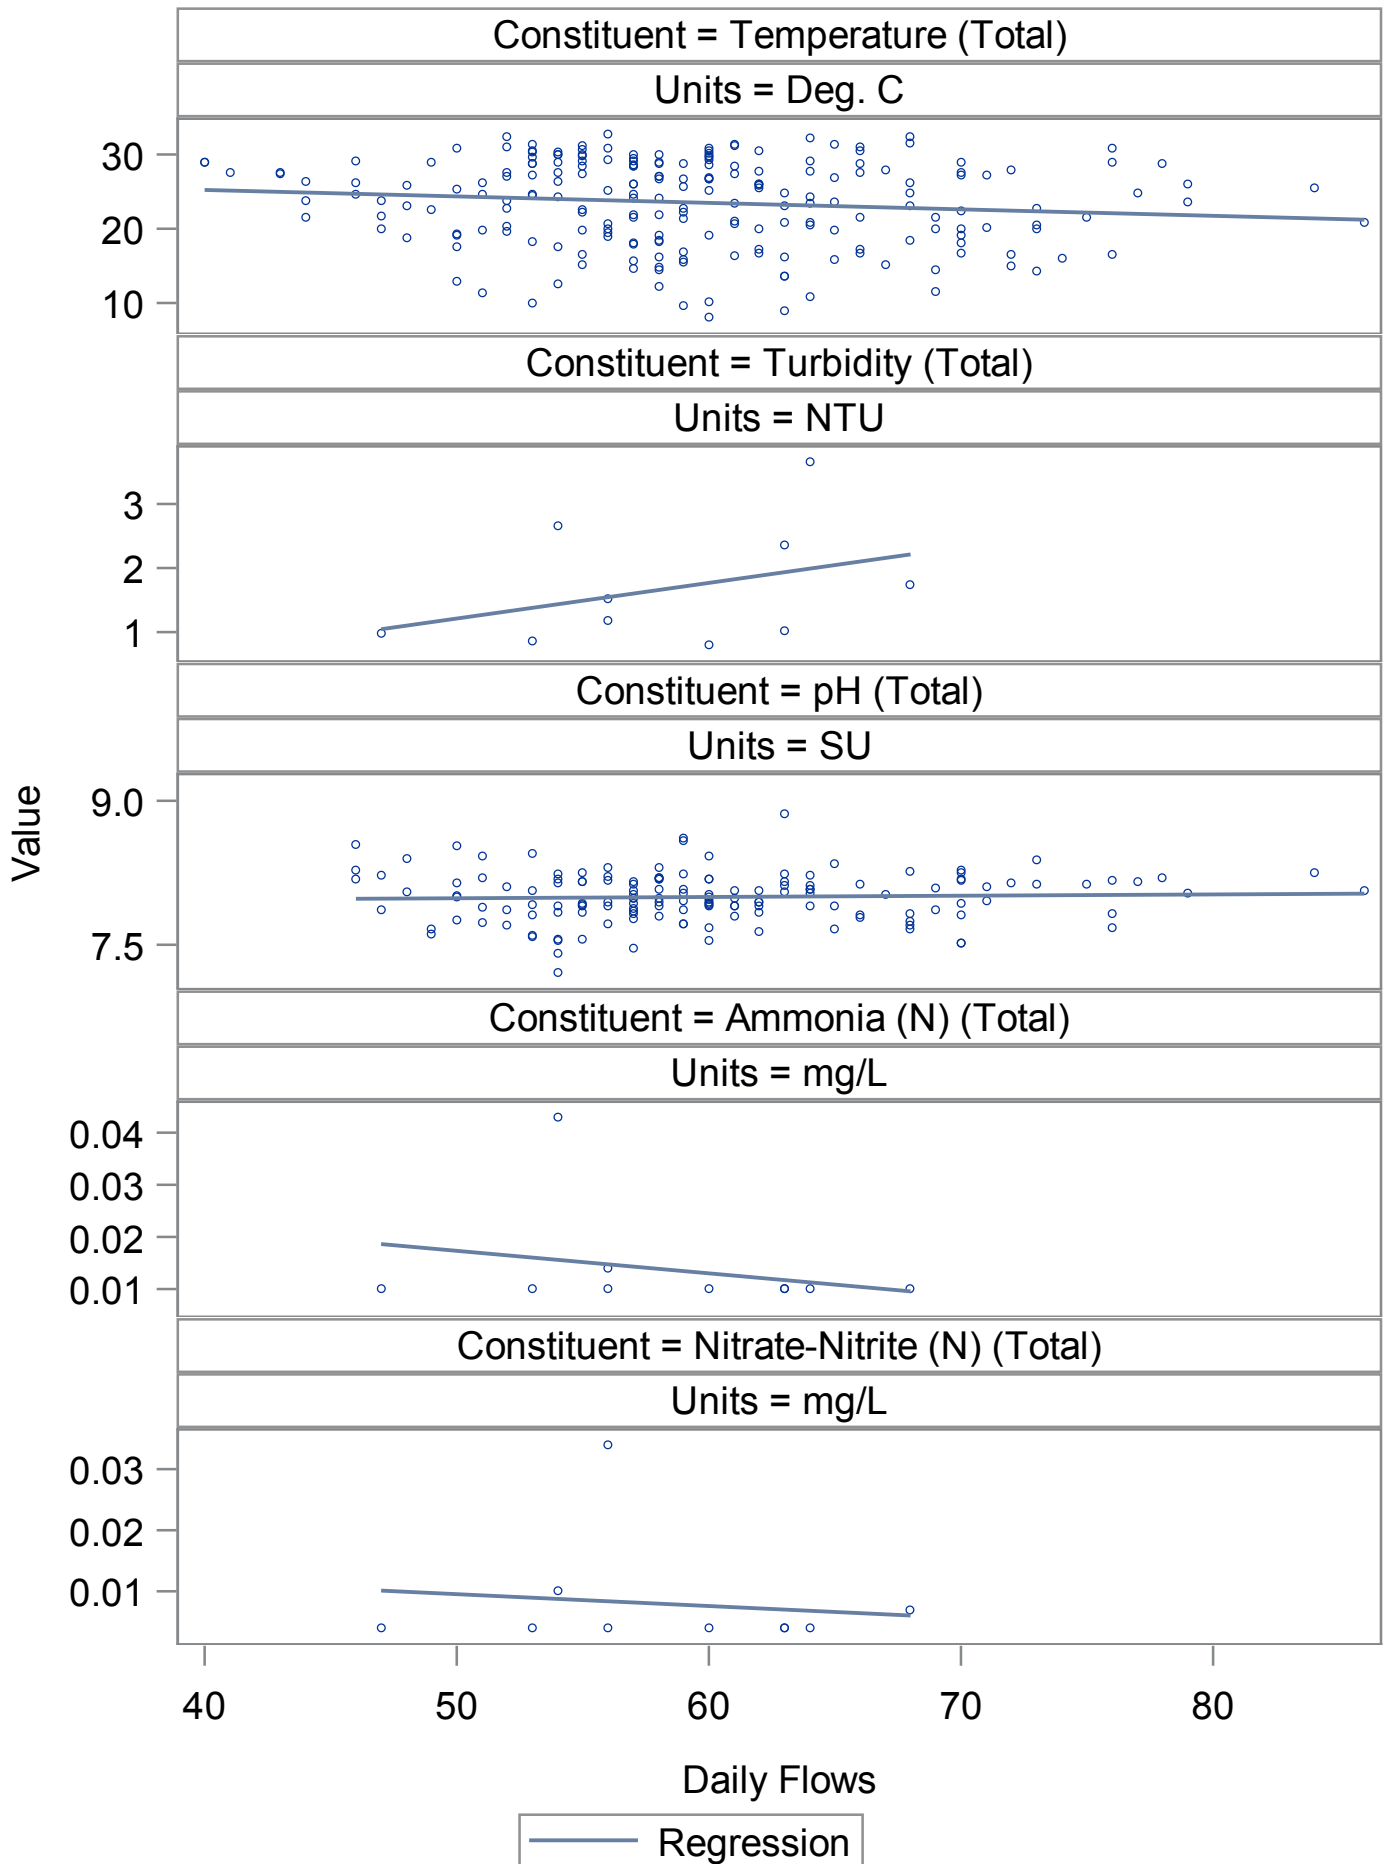 Constituent = Temperature (Total)
Units = Deg. C
30
20
10
Constituent = Turbidity (Total)
Units = NTU
3
2
1
Constituent = pH (Total)
Units = SU
Value
9.0
7.5
Constituent = Ammonia (N) (Total)
Units = mg/L
0.04
0.03
0.02
0.01
Constituent = Nitrate-Nitrite (N) (Total)
Units = mg/L
0.03
0.02
0.01
40 50 60 70 80
Daily Flows
Regression